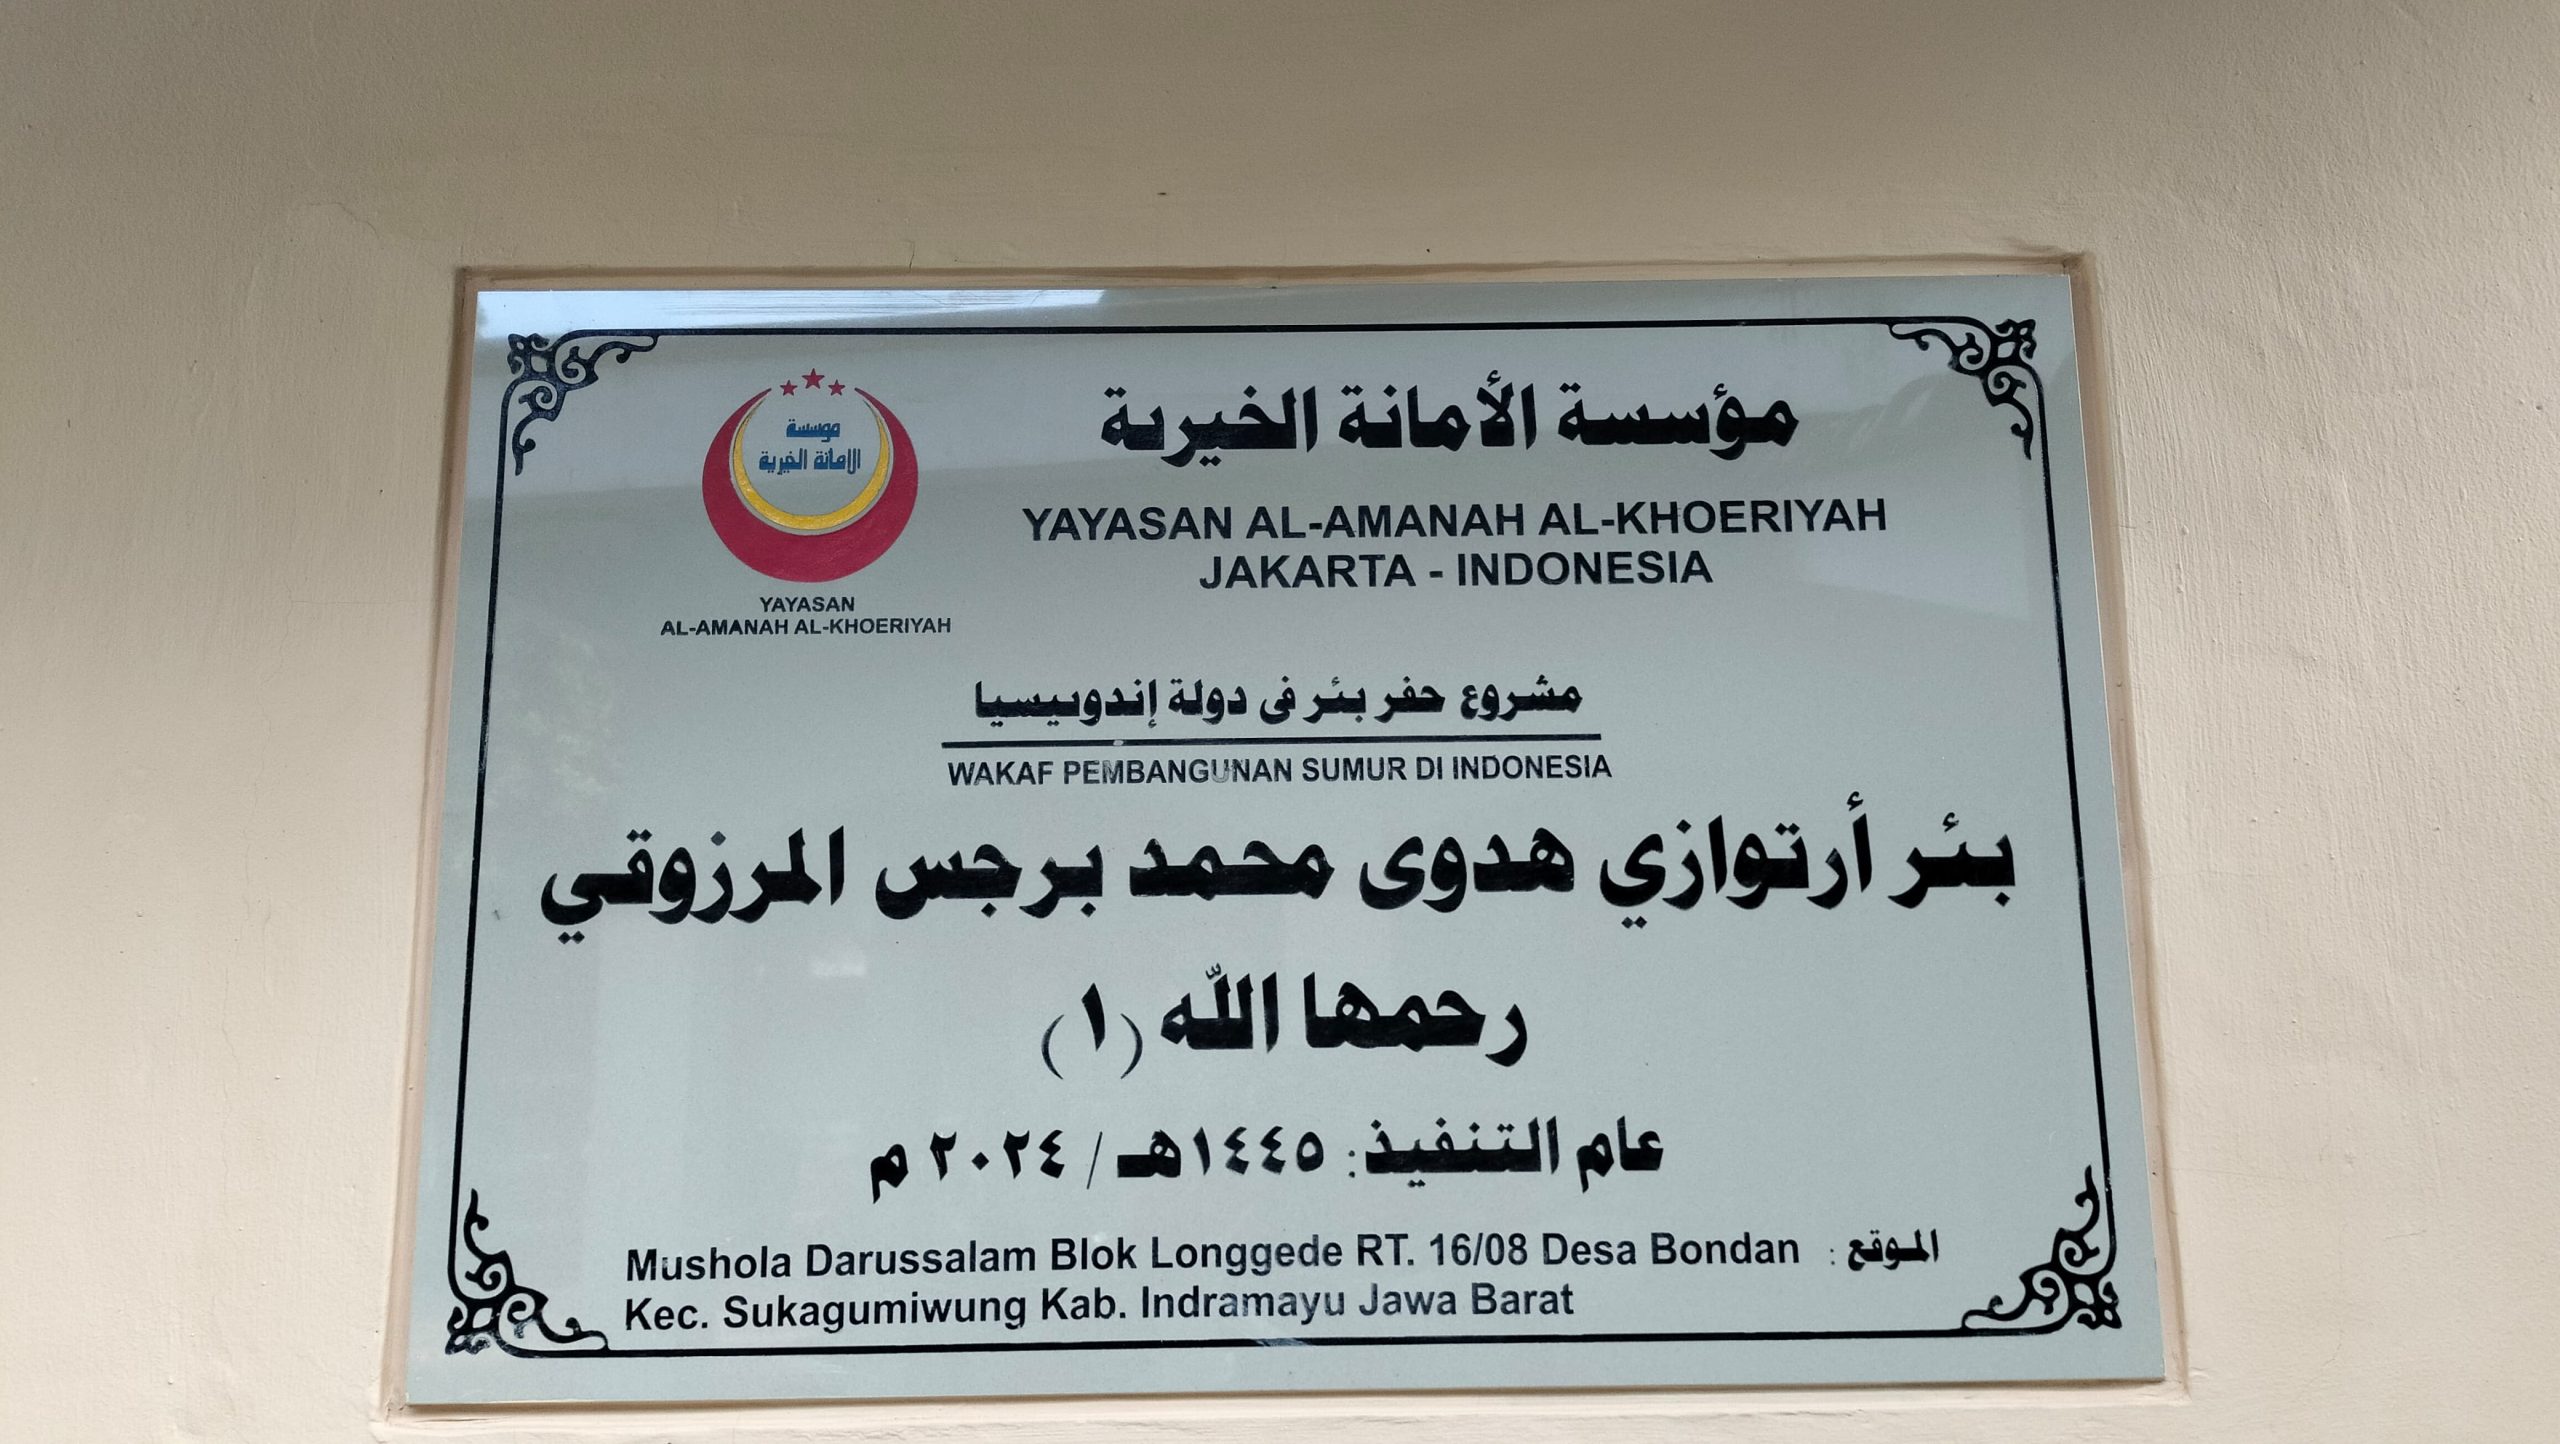 موسسة
الامانة الخيرية
YAYASAN
AL-AMANAH AL-KHOERIYAH
مؤسسة الأمانة الخيرية
YAYASAN AL-AMANAH AL-KHOERIYAH
JAKARTA - INDONESIA
مشروع حفر بئر في دولة إندونيسيا
WAKAF PEMBANGUNAN SUMUR DI INDONESIA
بئر أرتوازي هدوى محمد برجس المرزوقي
رحمها الله (١)
عام التنفيذ: ١٤٤٥هـ / ٢٠٢٤ م
الموقع : Mushola Darussalam Blok Longgede RT. 16/08 Desa Bondan
Kec. Sukagumiwung Kab. Indramayu Jawa Barat